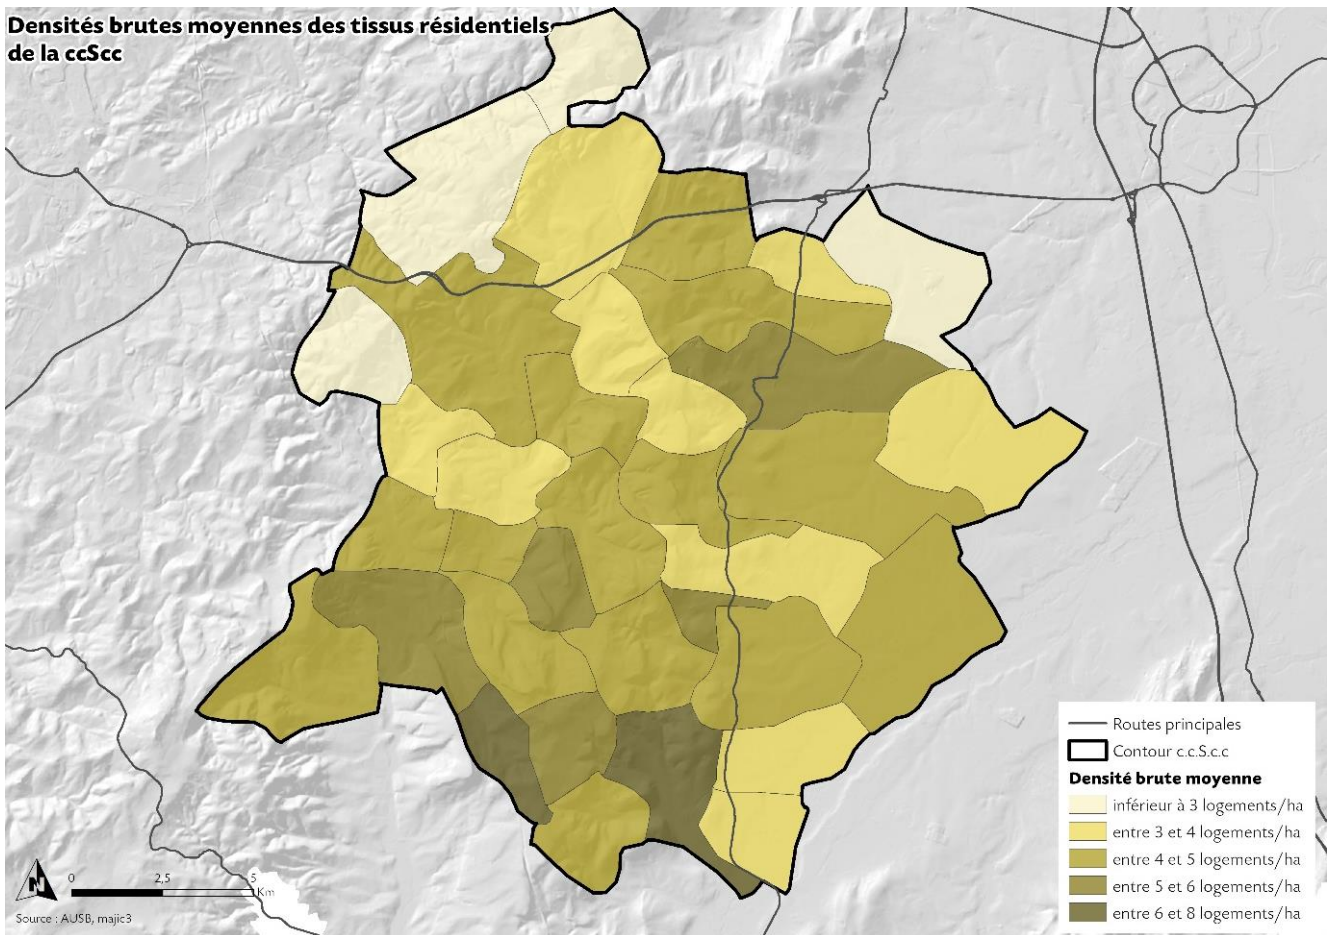 Densités brutes moyennes des tissus résidentiels
de la ccScc
Routes principales
Contour c.c.S.c.c
Densité brute moyenne
inférieur à 3 logements/ha
entre 3 et 4 logements/ha
entre 4 et 5 logements/ha
entre 5 et 6 logements/ha
entre 6 et 8 logements/ha
N
0 2,5 5
Km
Source : AUSB, majic3